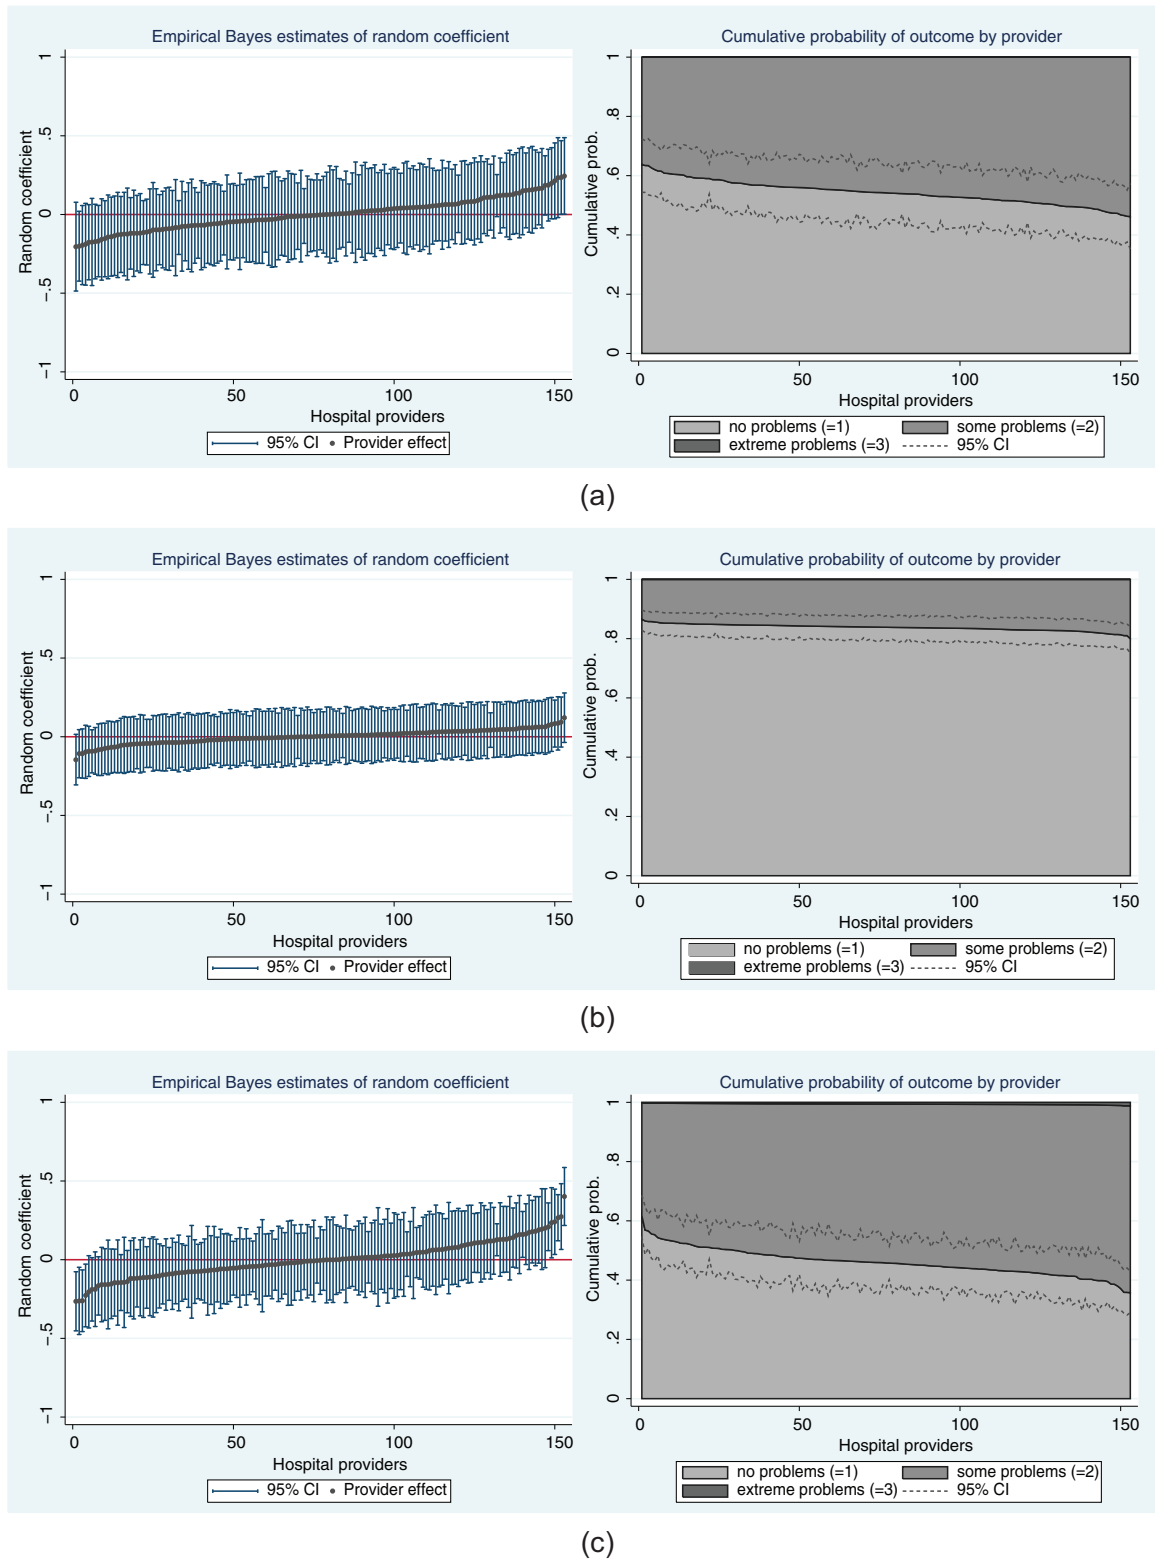 Empirical Bayes estimates of random coefficient
Random coefficient
1
.5
0
−.5
−1
0 50 100 150
Hospital providers
95% CI Provider effect
Cumulative probability of outcome by provider
Cumulative prob.
1
.8
.6
.4
.2
0
0 50 100 150
Hospital providers
no problems (=1) some problems (=2)
extreme problems (=3) 95% CI
(a)
Empirical Bayes estimates of random coefficient
Random coefficient
1
.5
0
−.5
−1
0 50 100 150
Hospital providers
95% CI Provider effect
Cumulative probability of outcome by provider
Cumulative prob.
1
.8
.6
.4
.2
0
0 50 100 150
Hospital providers
no problems (=1) some problems (=2)
extreme problems (=3) 95% CI
(b)
Empirical Bayes estimates of random coefficient
Random coefficient
1
.5
0
−.5
−1
0 50 100 150
Hospital providers
95% CI Provider effect
Cumulative probability of outcome by provider
Cumulative prob.
1
.8
.6
.4
.2
0
0 50 100 150
Hospital providers
no problems (=1) some problems (=2)
extreme problems (=3) 95% CI
(c)